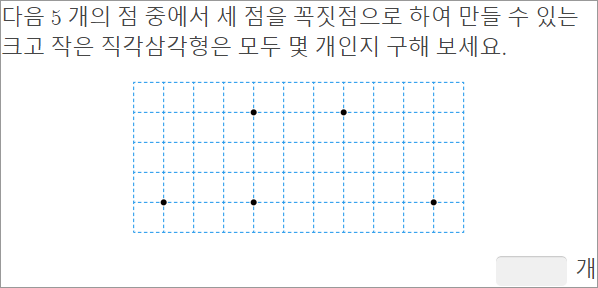 다음 5 개의 점 중에서 세 점을 꼭짓점으로 하여 만들 수 있는
크고 작은 직각삼각형은 모두 몇 개인지 구해 보세요.
개